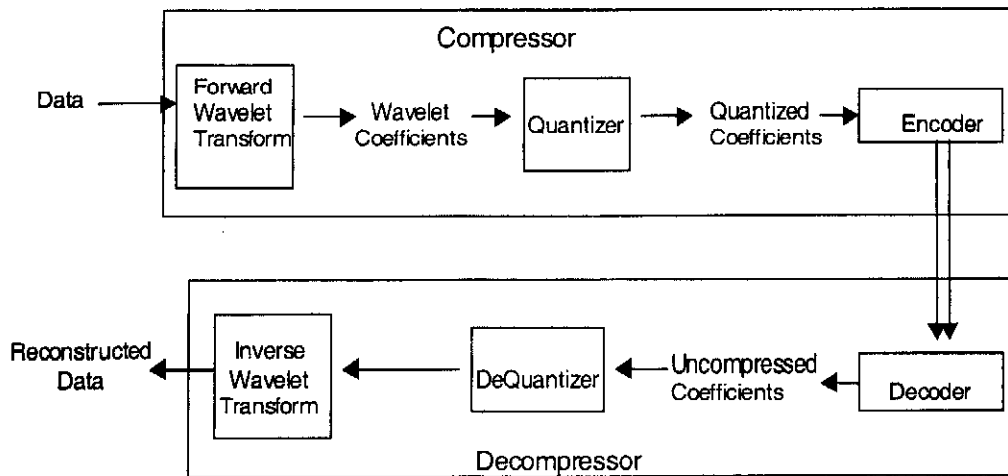 Compressor
Data
Forward
Wavelet
Transform
Wavelet
Coefficients
Quantizer
Quantized
Coefficients
Encoder
Reconstructed
Data
Inverse
Wavelet
Transform
DeQuantizer
Uncompressed
Coefficients
Decoder
Decompressor